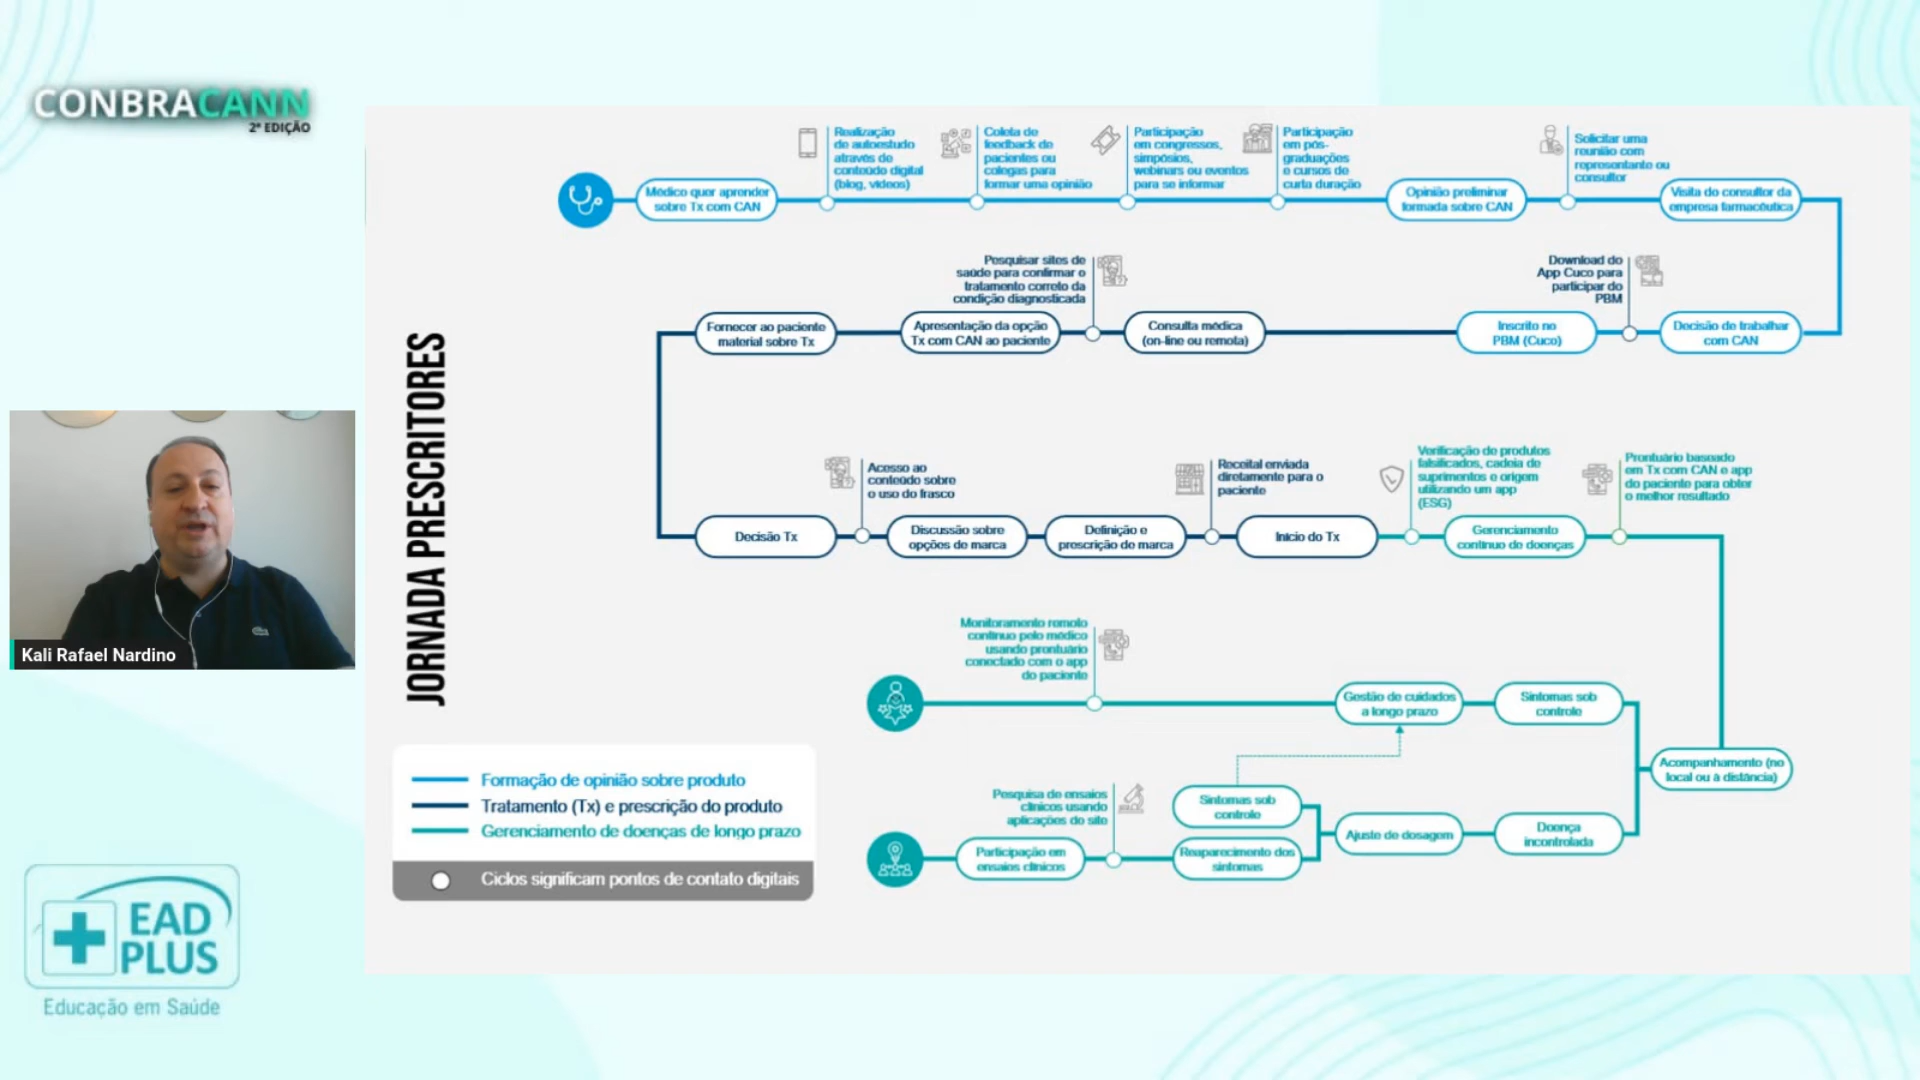 CONBRACANN
2ª EDIÇÃO
Realização
de autoestudo
através de
conteúdo digital
(blog, vídeos)
Coleta de
feedback de
pacientes ou
colegas para
formar uma opinião
Participação
em congressos,
simpósios,
webinars ou eventos
para se informar
Participação
em pós-
graduações
e cursos de
curta duração
Solicitar uma
reunião com
representante ou
consultor
Médico quer aprender
sobre Tx com CAN
Opinião preliminar
formada sobre CAN
Visita do consultor da
empresa farmacêutica
Pesquisar sites de
saúde para confirmar o
tratamento correto da
condição diagnosticada
Download do
App Cuco para
participar do
PBM
Fornecer ao paciente
material sobre Tx
Apresentação da opção
Tx com CAN ao paciente
Consulta médica
(on-line ou remota)
Inscrito no
PBM (Cuco)
Decisão de trabalhar
com CAN
JORNADA PRESCRITORES
Acesso ao
conteúdo sobre
o uso do frasco
Receital enviada
diretamente para o
paciente
Verificação de produtos
falsificados, cadeia de
suprimentos e origem
utilizando um app
(ESG)
Prontuário baseado
em Tx com CAN e app
do paciente para obter
o melhor resultado
Decisão Tx
Discussão sobre
opções de marca
Definição e
prescrição de marca
Início do Tx
Gerenciamento
contínuo de doenças
Monitoramento remoto
contínuo pelo médico
usando prontuário
conectado com o app
do paciente
Gestão de cuidados
a longo prazo
Sintomas sob
controle
Acompanhamento (no
local ou à distância)
Pesquisa de ensaios
clínicos usando
aplicações do site
Sintomas sob
controle
Ajuste de dosagem
Doença
incontrolada
Participação em
ensaios clínicos
Reaparecimento dos
sintomas
Formação de opinião sobre produto
Tratamento (Tx) e prescrição do produto
Gerenciamento de doenças de longo prazo
Ciclos significam pontos de contato digitais
Kali Rafael Nardino
EAD
PLUS
Educação em Saúde